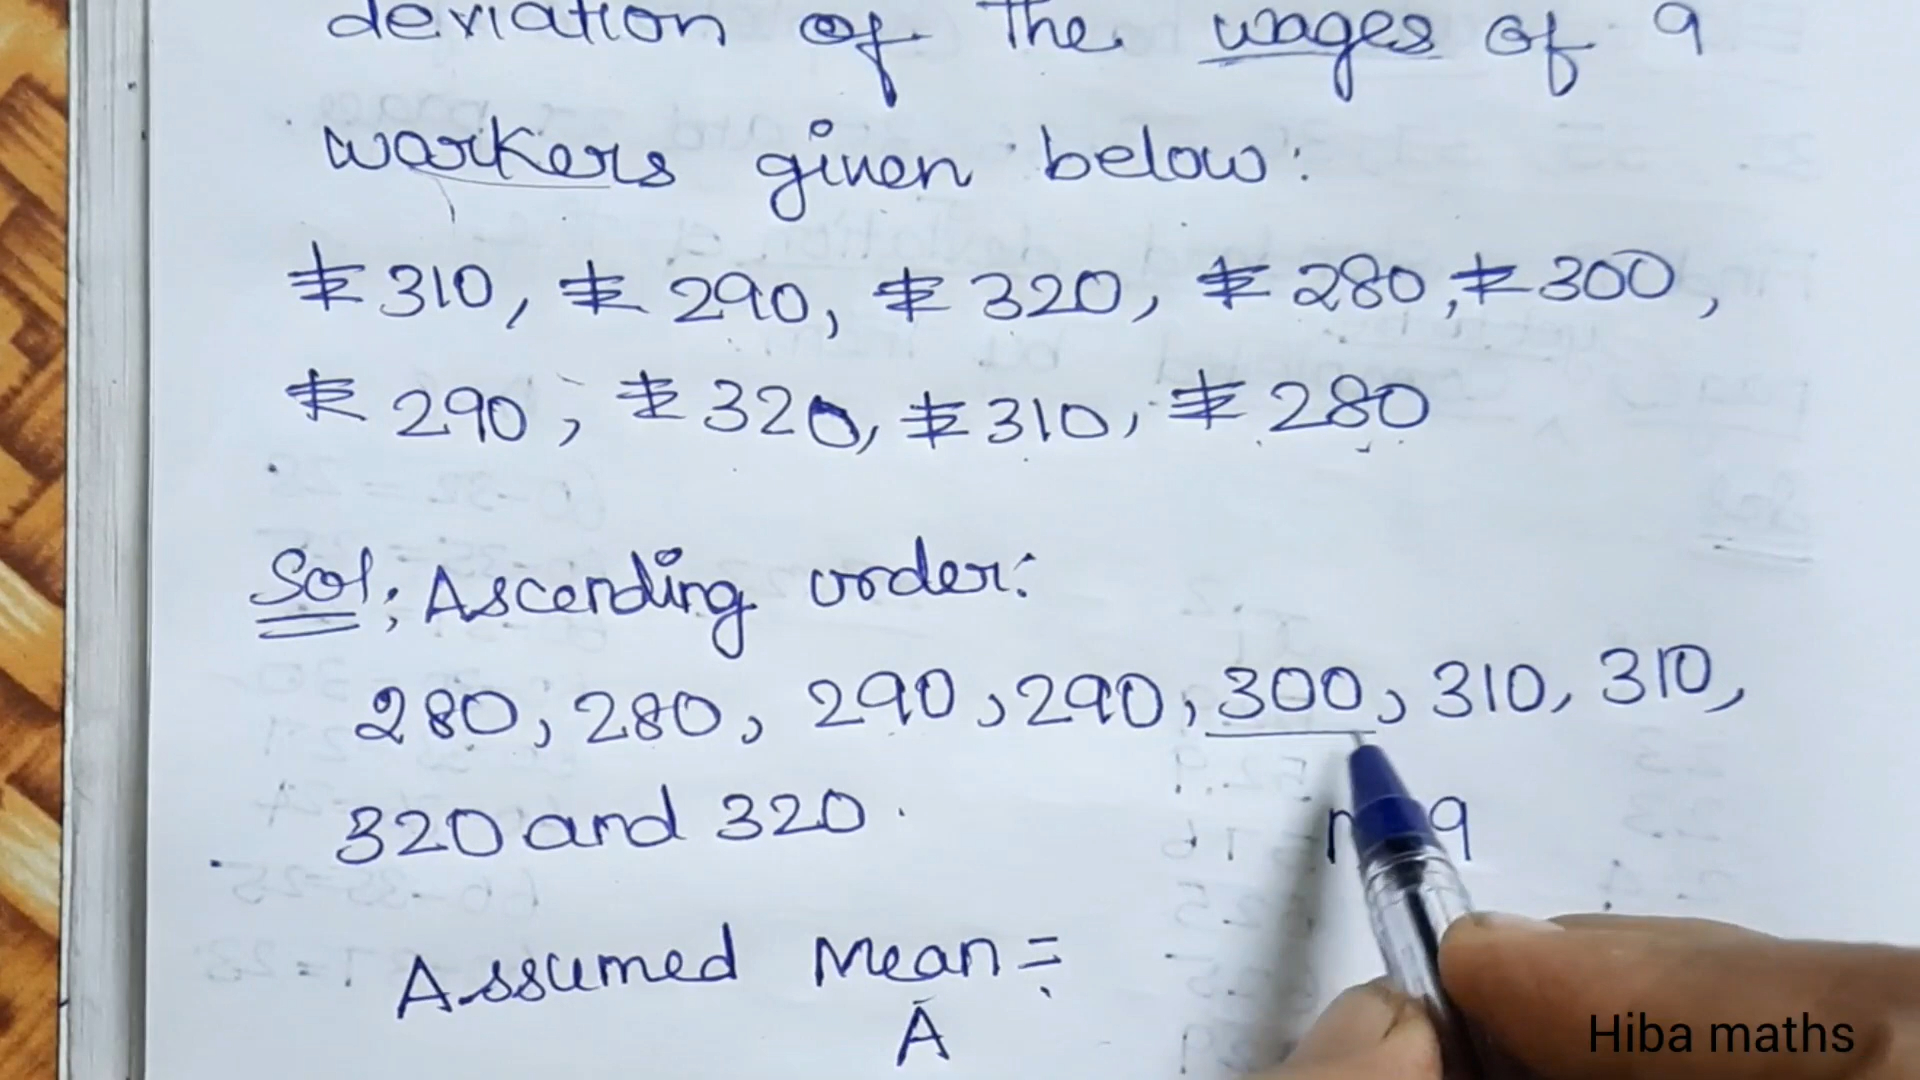 deviation of the wages of 9
workers given below:
₹310, ₹290, ₹320, ₹280, ₹300,
₹290, ₹320, ₹310, ₹280
Sol; Ascending order:
280, 280, 290, 290, 300, 310, 310,
320 and 320.
n 9
Assumed Mean =
A
Hiba maths